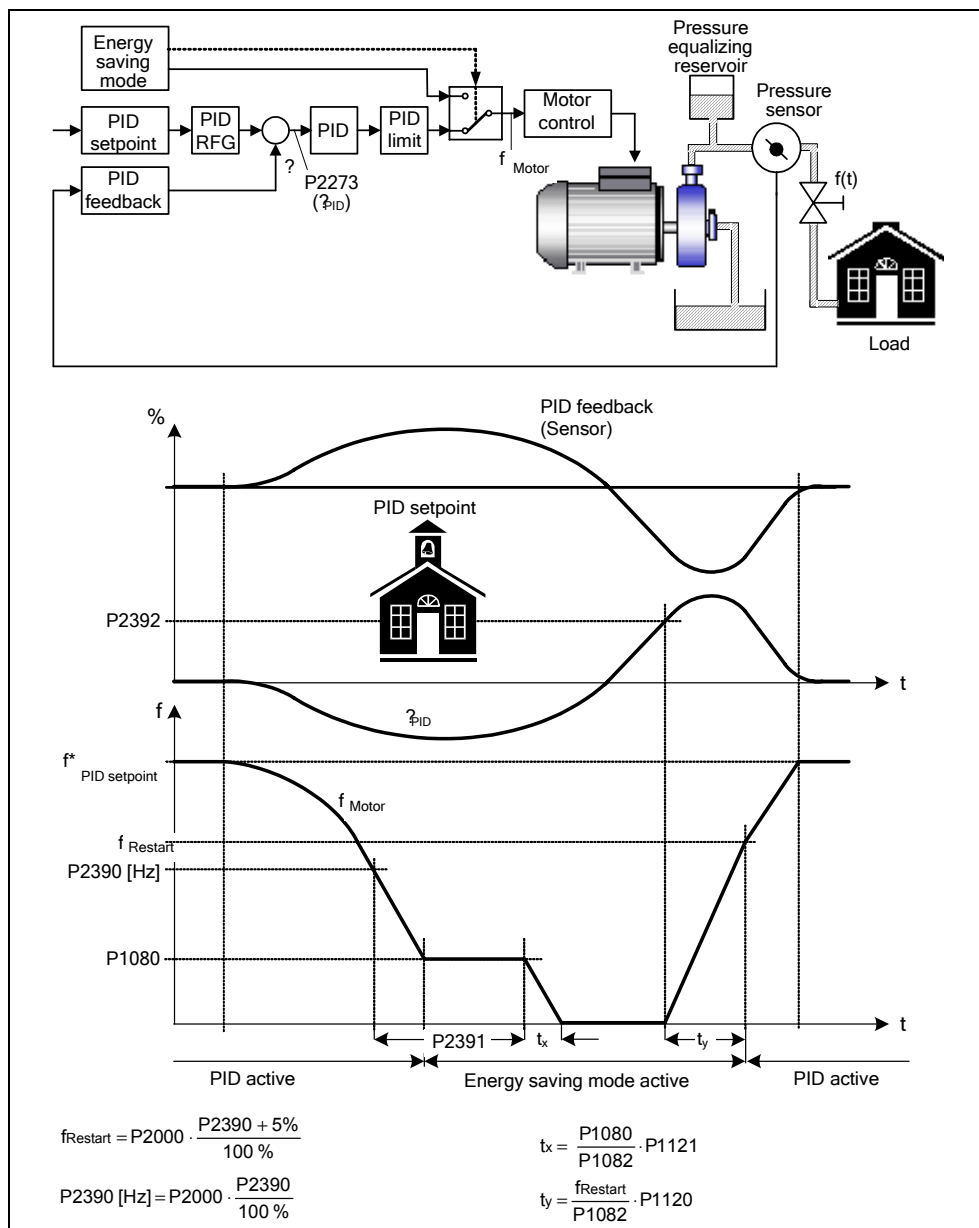 Energy
saving
mode
Pressure
equalizing
reservoir
Pressure
sensor
PID
setpoint
PID
RFG
PID
PID
limit
Motor
control
f Motor
?
P2273
(?PID)
PID
feedback
f(t)
Load
%
PID feedback
(Sensor)
PID setpoint
P2392
t
?PID
f
f* PID setpoint
f Motor
f Restart
P2390 [Hz]
P1080
t
P2391
tx
ty
PID active
Energy saving mode active
PID active
fRestart = P2000 · P2390 + 5% / 100 %
tx = P1080 / P1082 · P1121
P2390 [Hz] = P2000 · P2390 / 100 %
ty = fRestart / P1082 · P1120